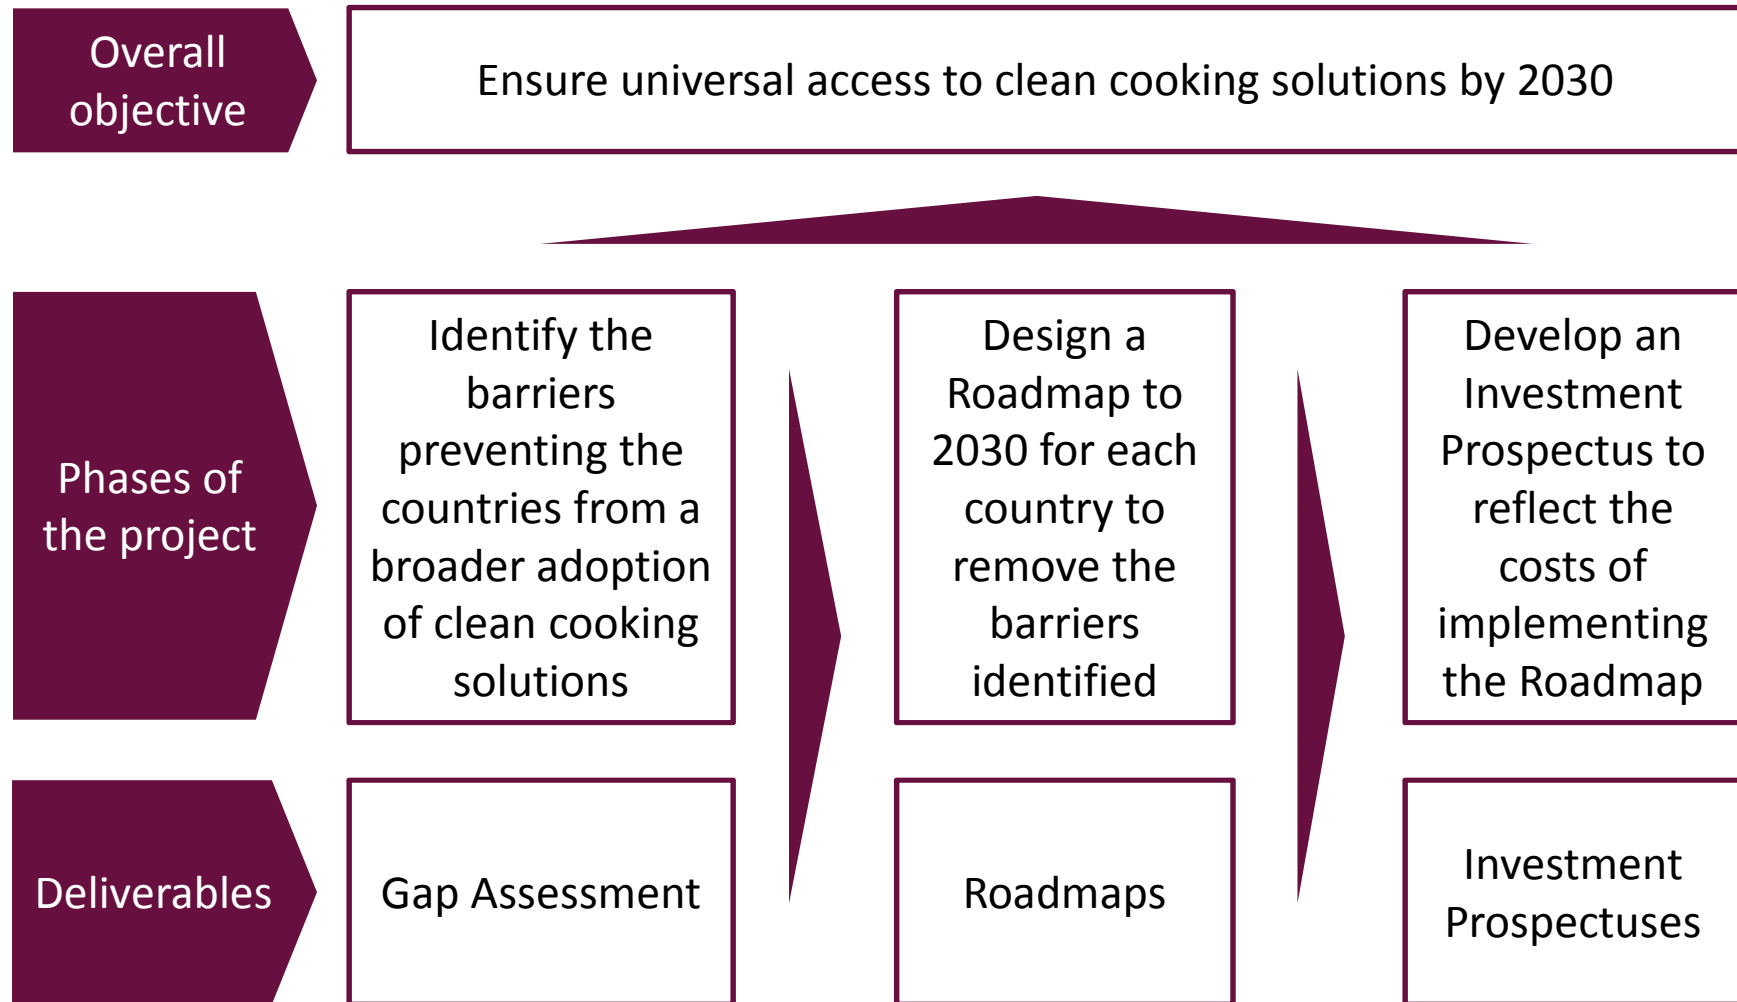 Overall
objective
Ensure universal access to clean cooking solutions by 2030
Phases of
the project
Identify the
barriers
preventing the
countries from a
broader adoption
of clean cooking
solutions
Design a
Roadmap to
2030 for each
country to
remove the
barriers
identified
Develop an
Investment
Prospectus to
reflect the
costs of
implementing
the Roadmap
Deliverables
Gap Assessment
Roadmaps
Investment
Prospectuses